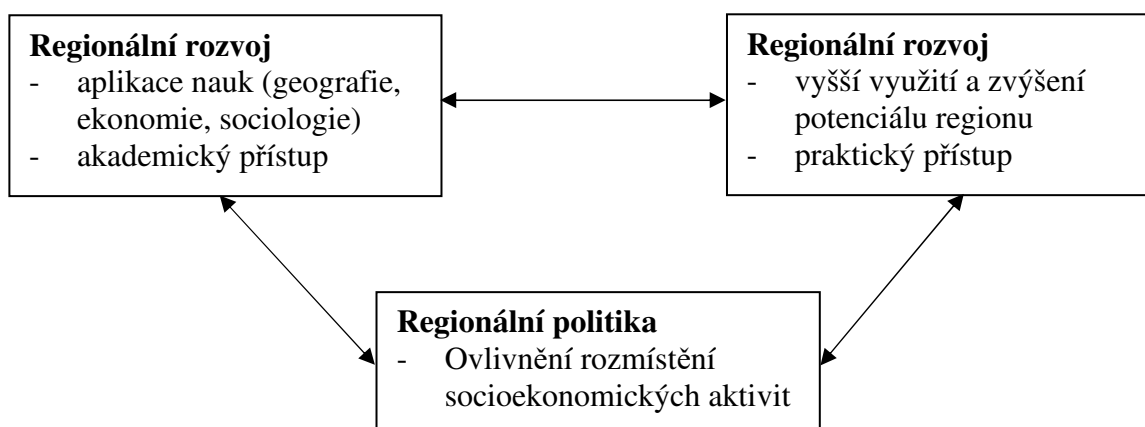 Regionální rozvoj
- aplikace nauk (geografie,
ekonomie, sociologie)
- akademický přístup
Regionální rozvoj
- vyšší využití a zvýšení
potenciálu regionu
- praktický přístup
Regionální politika
- Ovlivnění rozmístění
socioekonomických aktivit